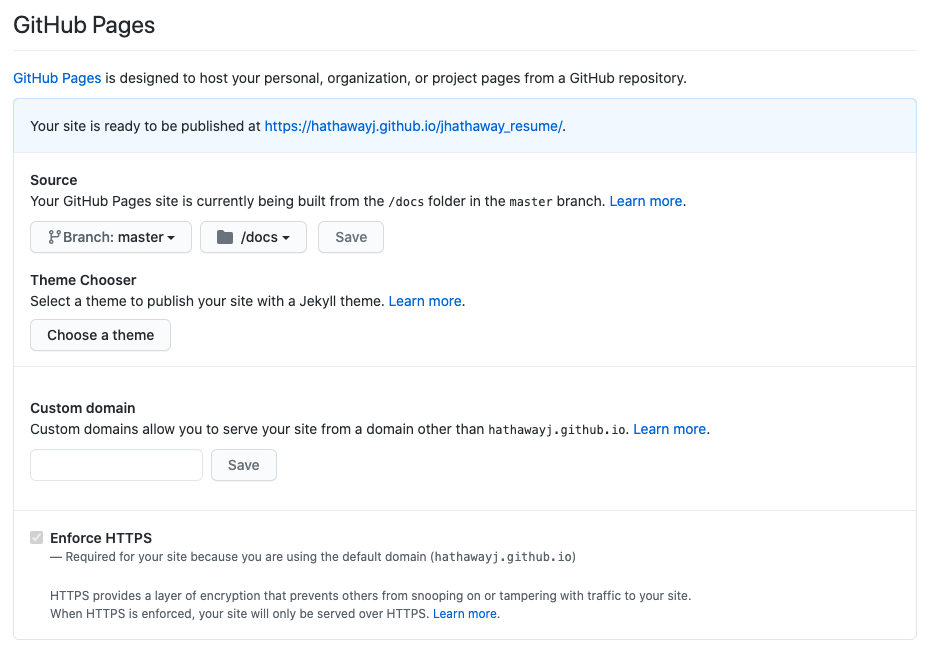 GitHub Pages
GitHub Pages is designed to host your personal, organization, or project pages from a GitHub repository.
Your site is ready to be published at https://hathawayj.github.io/jhathaway_resume/.
Source
Your GitHub Pages site is currently being built from the /docs folder in the master branch. Learn more.
Branch: master /docs Save
Theme Chooser
Select a theme to publish your site with a Jekyll theme. Learn more.
Choose a theme
Custom domain
Custom domains allow you to serve your site from a domain other than hathawayj.github.io. Learn more.
Save
Enforce HTTPS
— Required for your site because you are using the default domain (hathawayj.github.io)
HTTPS provides a layer of encryption that prevents others from snooping on or tampering with traffic to your site.
When HTTPS is enforced, your site will only be served over HTTPS. Learn more.